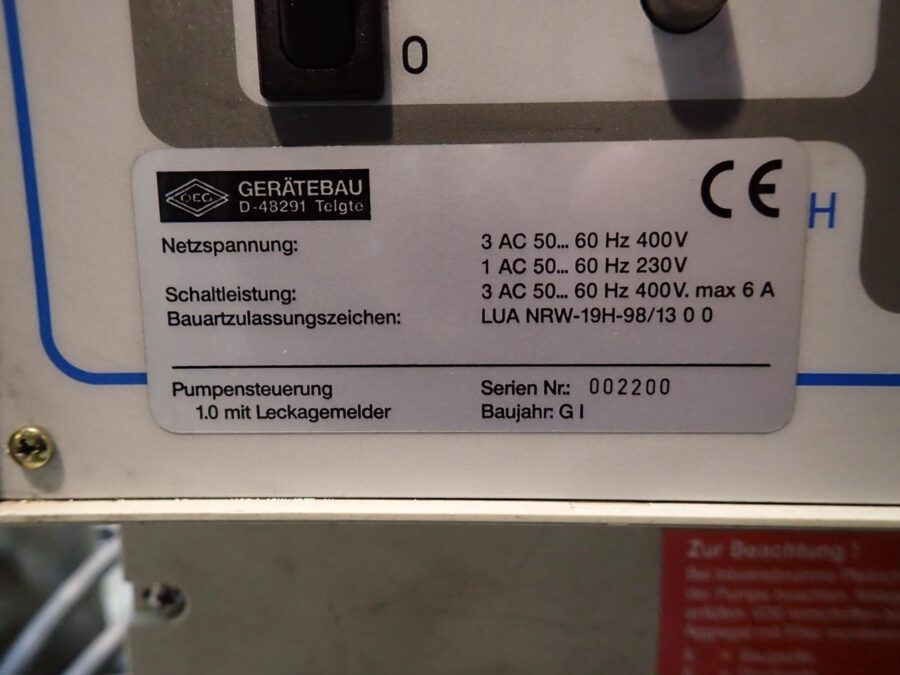 0
OEG
GERÄTEBAU
D-48291 Telgte
CE
H
Netzspannung: 3 AC 50... 60 Hz 400V
1 AC 50... 60 Hz 230V
Schaltleistung: 3 AC 50... 60 Hz 400V. max 6 A
Bauartzulassungszeichen: LUA NRW-19H-98/13 0 0
Pumpensteuerung Serien Nr.: 002200
1.0 mit Leckagemelder Baujahr: G I
Zur Beachtung !